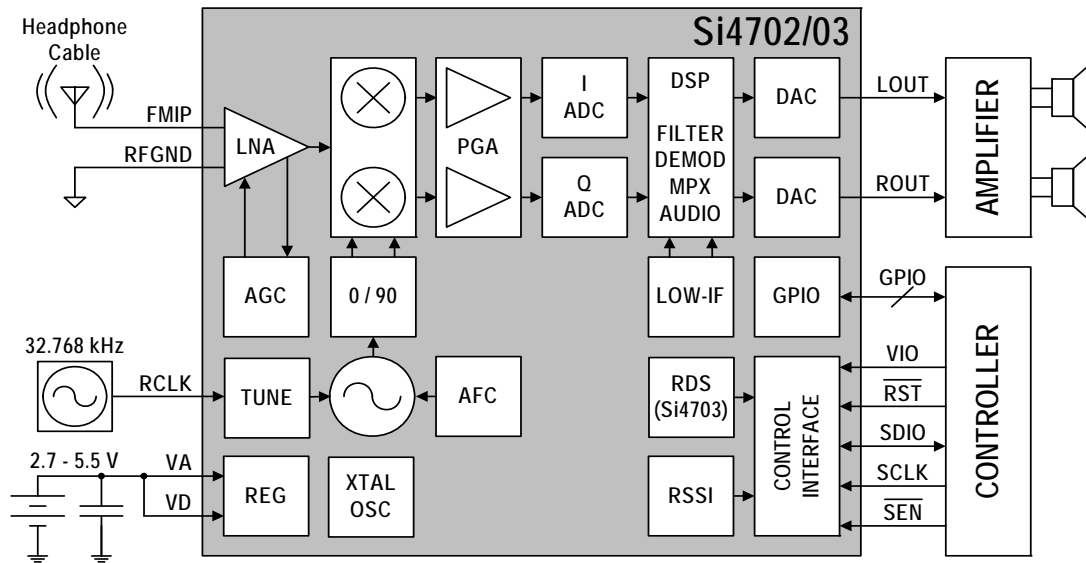 Headphone
Cable
Si4702/03
FMIP
RFGND
LNA
PGA
I
ADC
Q
ADC
DSP
FILTER
DEMOD
MPX
AUDIO
DAC
DAC
LOUT
ROUT
AMPLIFIER
AGC
0 / 90
LOW-IF
GPIO
GPIO
32.768 kHz
RCLK
TUNE
AFC
RDS
(Si4703)
CONTROL
INTERFACE
VIO
RST
SDIO
SCLK
SEN
CONTROLLER
2.7 - 5.5 V
VA
VD
REG
XTAL
OSC
RSSI